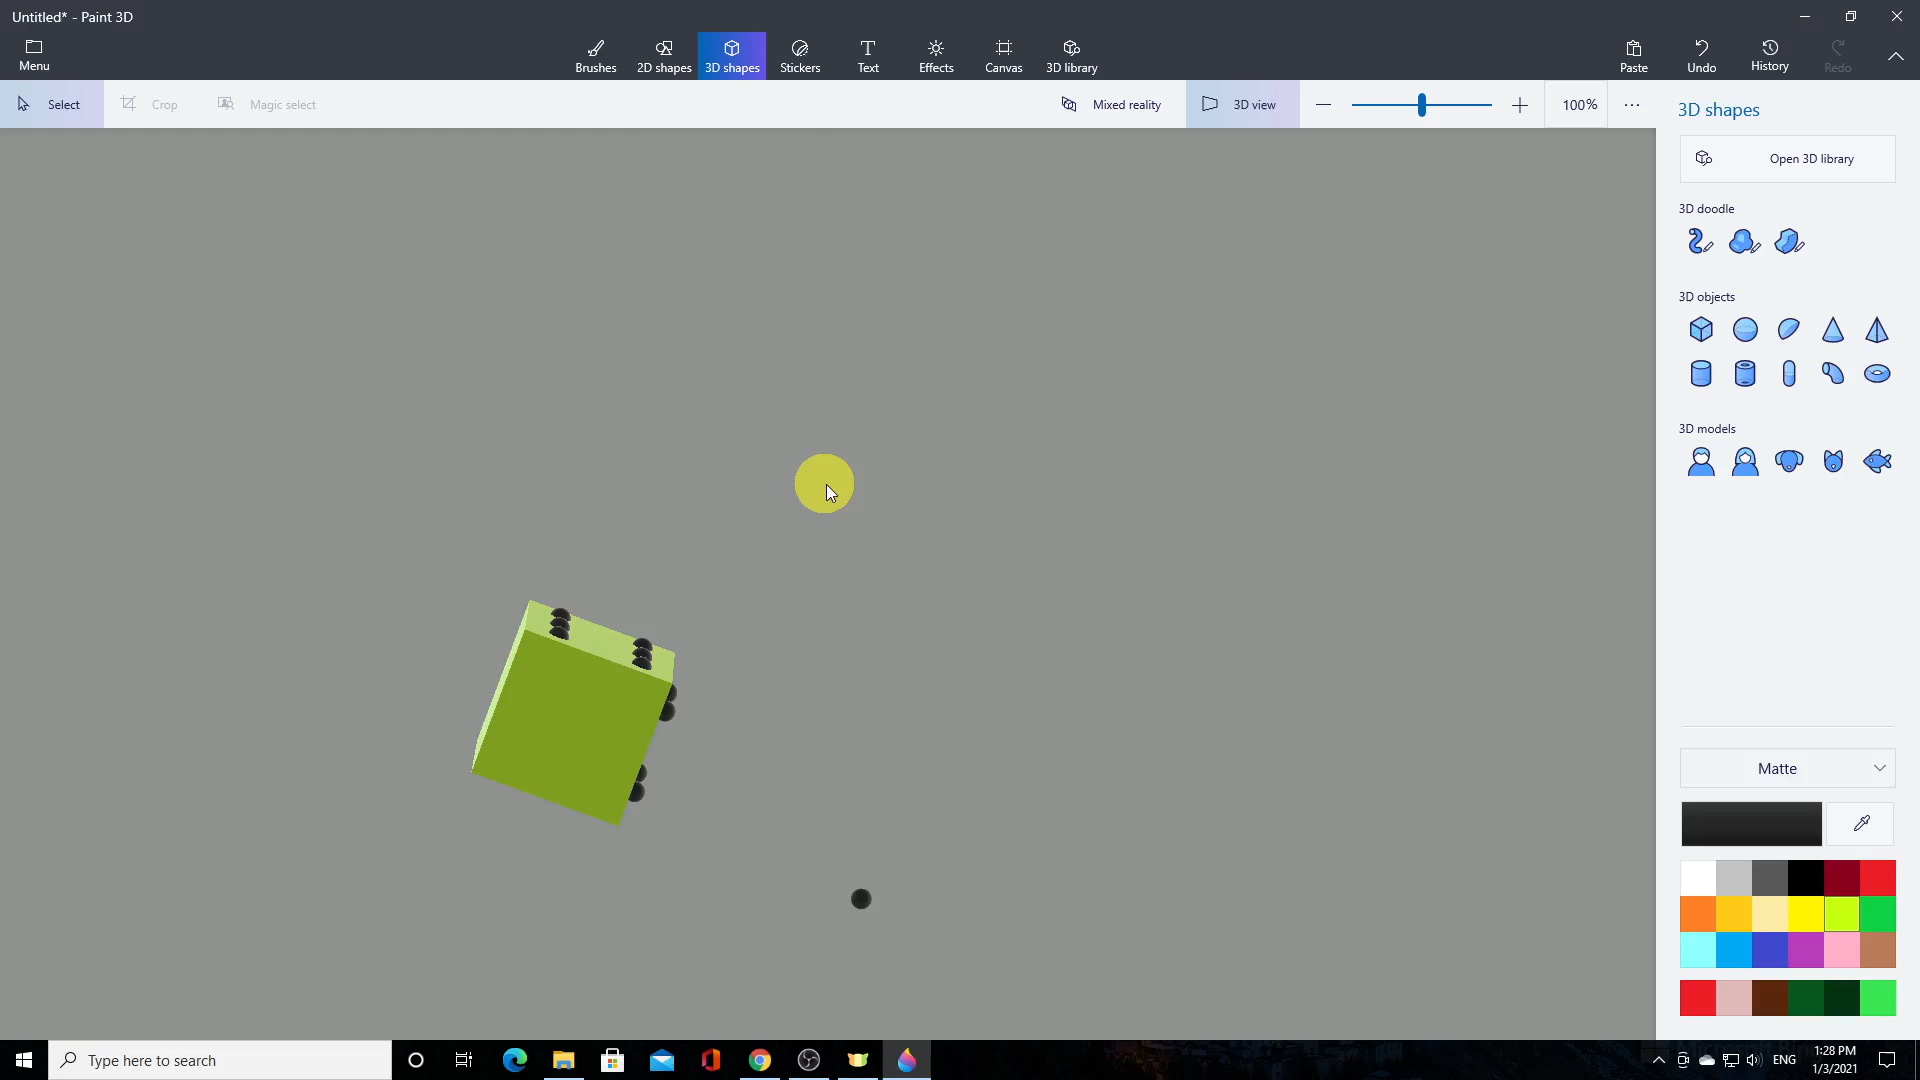 Untitled* - Paint 3D
Menu
Brushes
2D shapes
3D shapes
Stickers
Text
Effects
Canvas
3D library
Paste
Undo
History
Redo
Select
Crop
Magic select
Mixed reality
3D view
100%
3D shapes
Open 3D library
3D doodle
3D objects
3D models
Matte
Type here to search
ENG
1:28 PM
1/3/2021